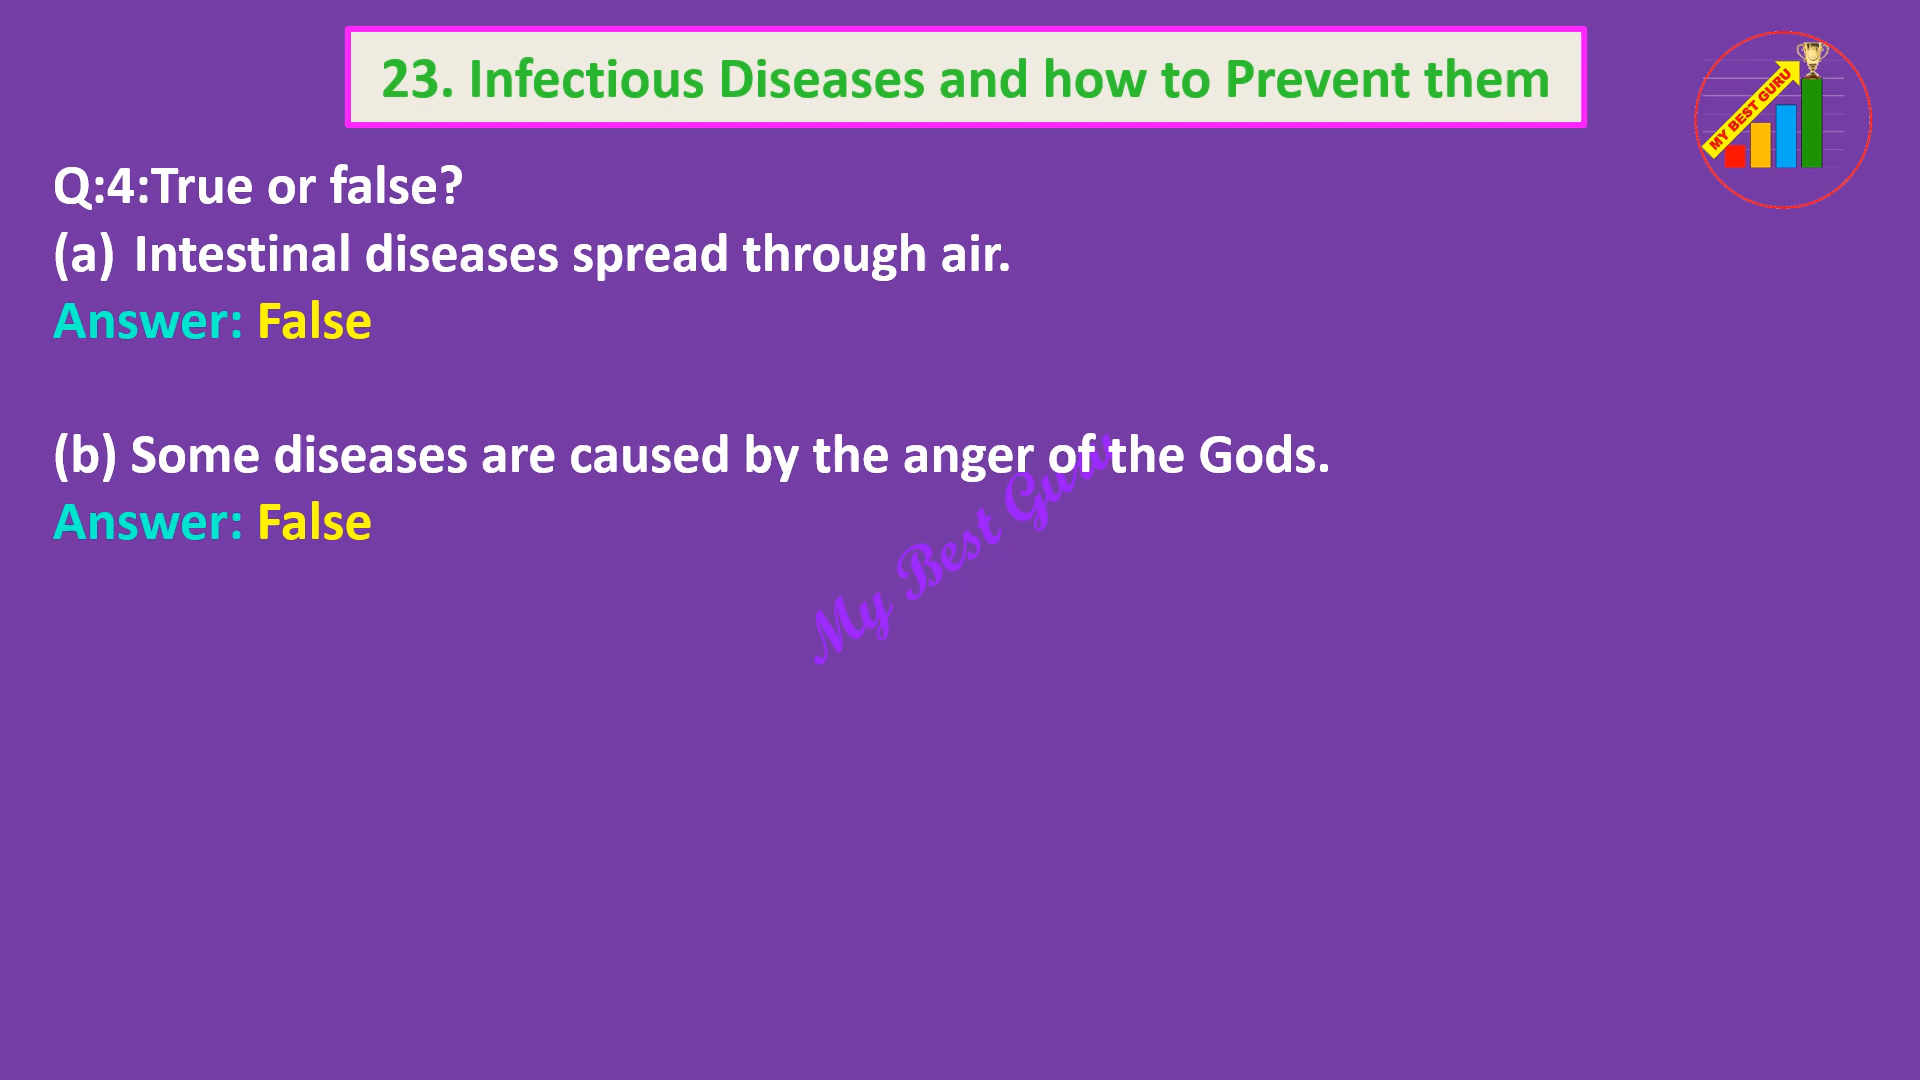 23. Infectious Diseases and how to Prevent them
MY BEST GURU
Q:4:True or false?
(a) Intestinal diseases spread through air.
Answer: False
(b) Some diseases are caused by the anger of the Gods.
Answer: False
My Best Guru